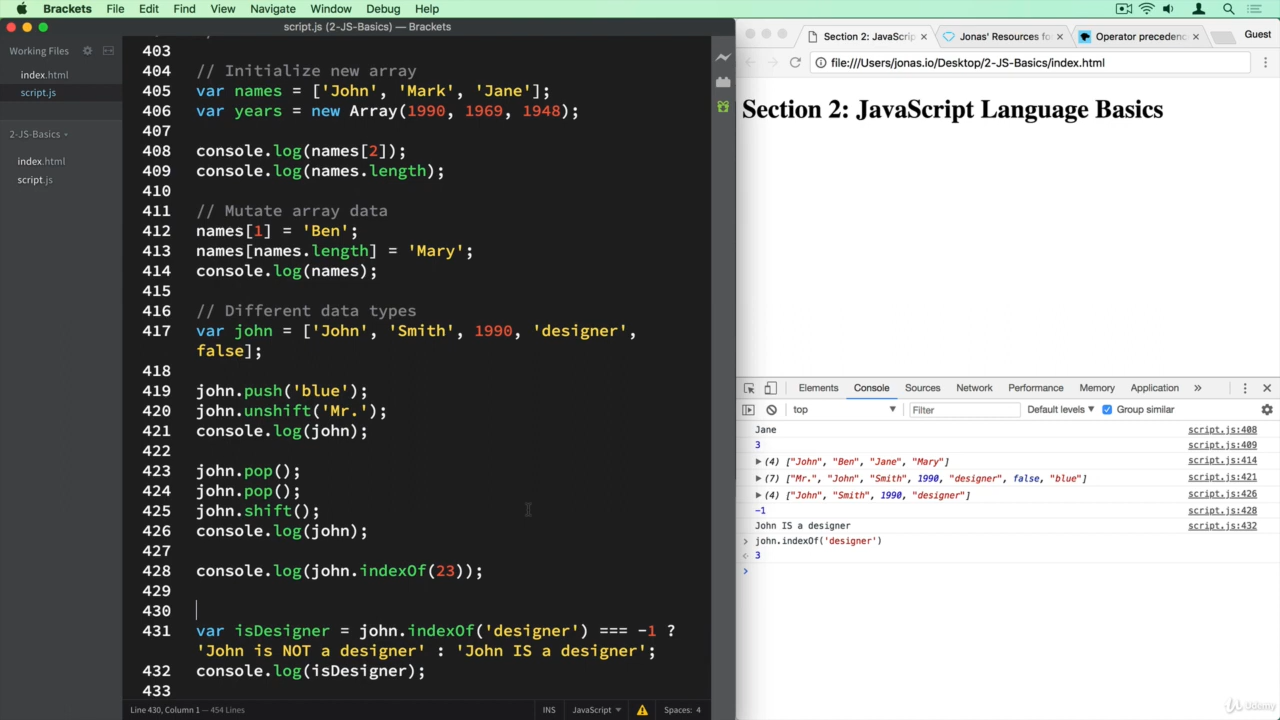 Brackets File Edit Find View Navigate Window Debug Help
script.js (2-JS-Basics) — Brackets
Working Files
index.html
script.js
2-JS-Basics
index.html
script.js
403
404 // Initialize new array
405 var names = ['John', 'Mark', 'Jane'];
406 var years = new Array(1990, 1969, 1948);
407
408 console.log(names[2]);
409 console.log(names.length);
410
411 // Mutate array data
412 names[1] = 'Ben';
413 names[names.length] = 'Mary';
414 console.log(names);
415
416 // Different data types
417 var john = ['John', 'Smith', 1990, 'designer',
false];
418
419 john.push('blue');
420 john.unshift('Mr.');
421 console.log(john);
422
423 john.pop();
424 john.pop();
425 john.shift();
426 console.log(john);
427
428 console.log(john.indexOf(23));
429
430
431 var isDesigner = john.indexOf('designer') === -1 ?
'John is NOT a designer' : 'John IS a designer';
432 console.log(isDesigner);
433
Line 430, Column 1 — 454 Lines
INS JavaScript Spaces: 4
Section 2: JavaScri Jonas' Resources fo Operator precedenc Guest
file:///Users/jonas.io/Desktop/2-JS-Basics/index.html
Section 2: JavaScript Language Basics
Elements Console Sources Network Performance Memory Application »
top Filter Default levels Group similar
Jane script.js:408
3 script.js:409
(4) ["John", "Ben", "Jane", "Mary"] script.js:414
(7) ["Mr.", "John", "Smith", 1990, "designer", false, "blue"] script.js:421
(4) ["John", "Smith", 1990, "designer"] script.js:426
-1 script.js:428
John IS a designer script.js:432
john.indexOf('designer')
3
Udemy